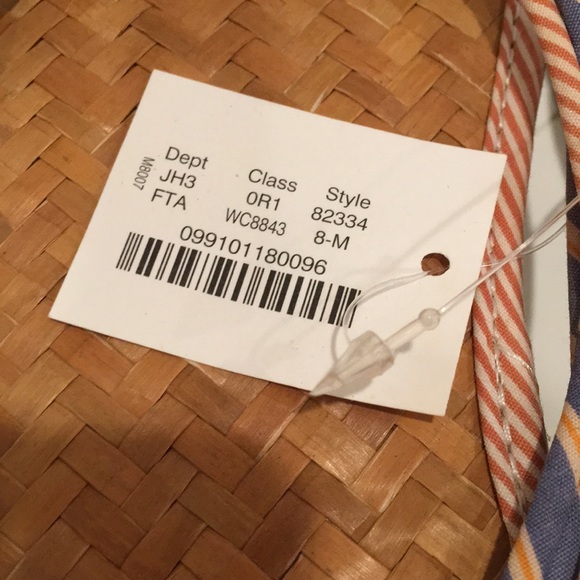 Dept Class Style
JH3 0R1 82334
FTA WC8843 8-M
099101180096
M8007